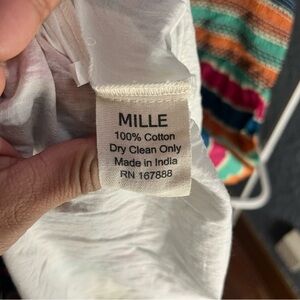 MILLE
100% Cotton
Dry Clean Only
Made in India
RN 167888